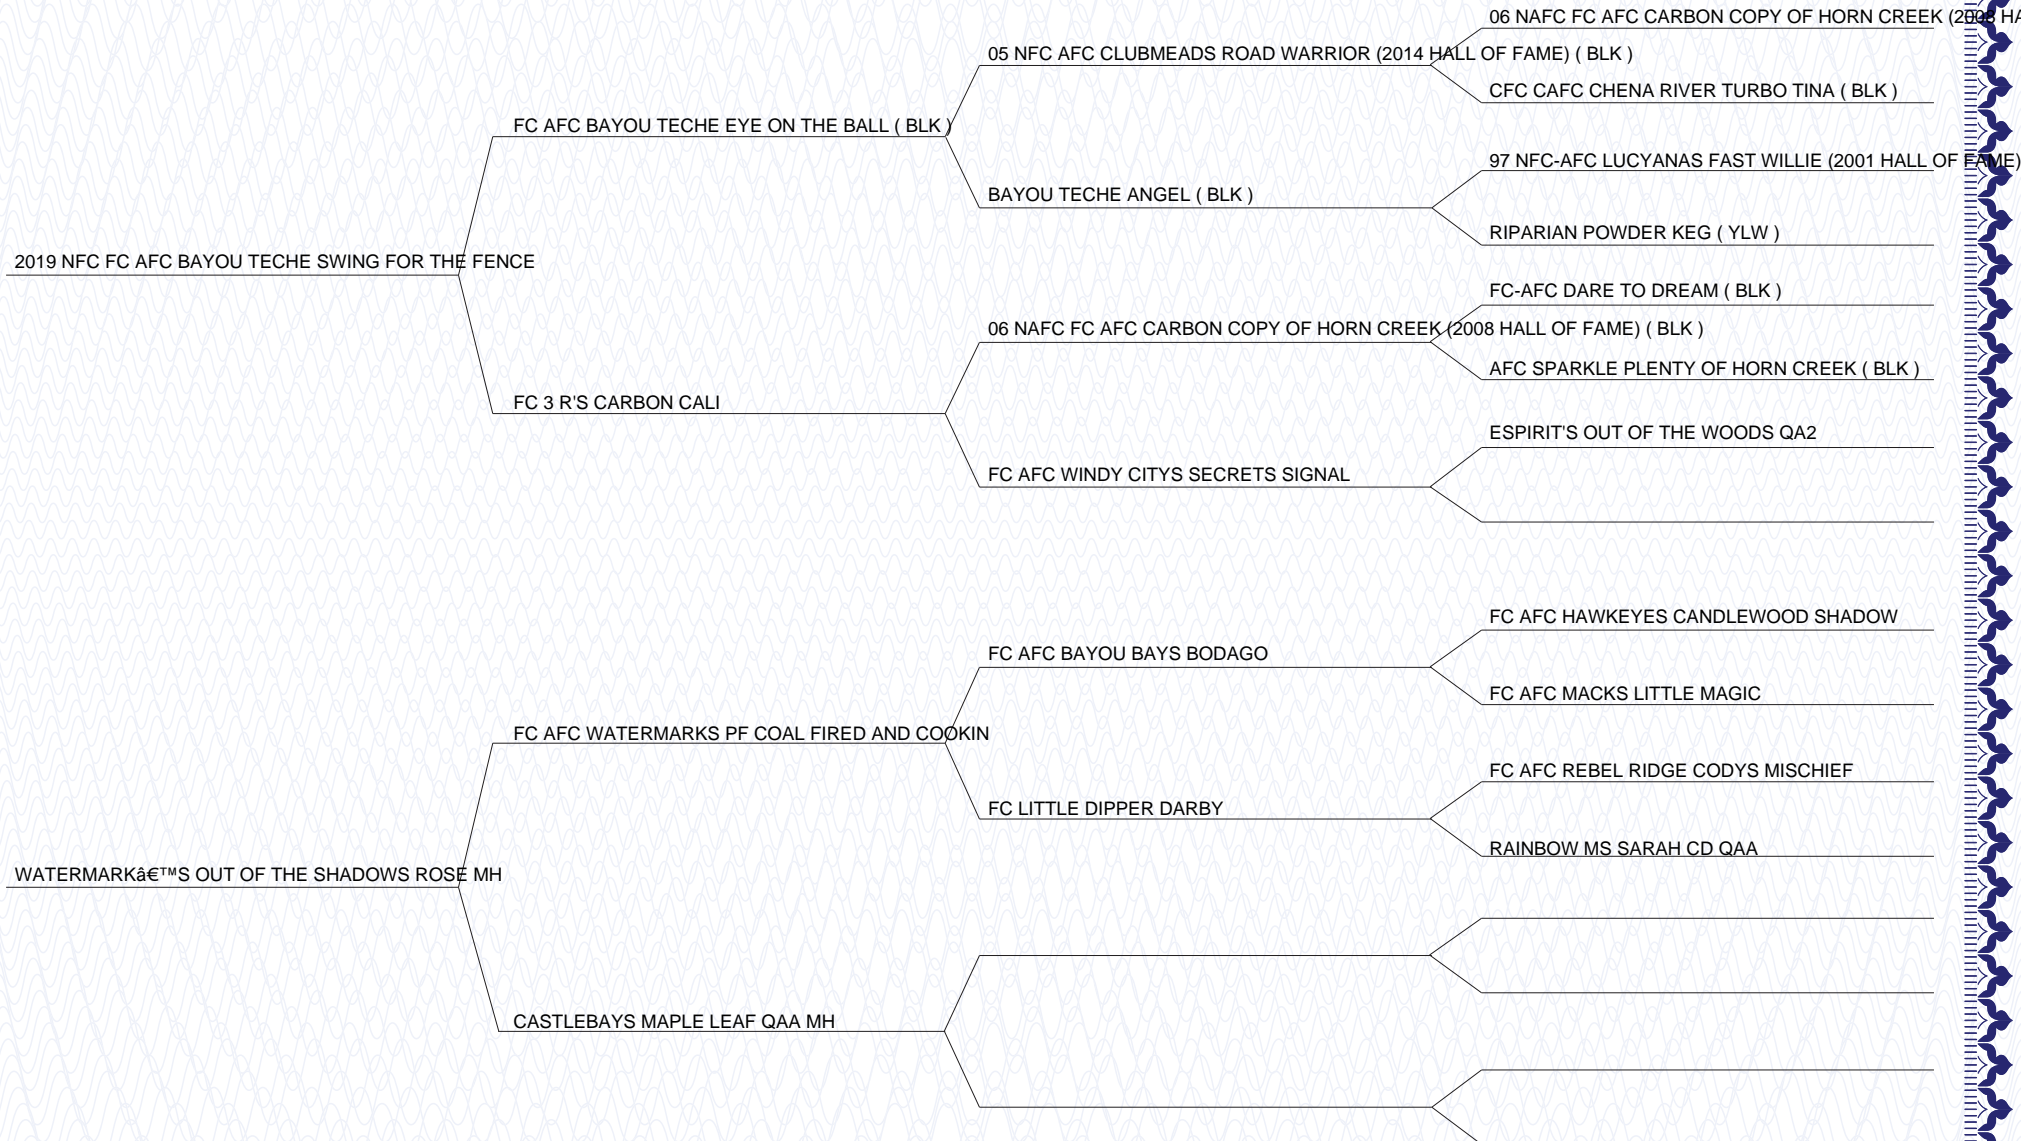 06 NAFC FC AFC CARBON COPY OF HORN CREEK (2008 HA
05 NFC AFC CLUBMEADS ROAD WARRIOR (2014 HALL OF FAME) ( BLK )
CFC CAFC CHENA RIVER TURBO TINA ( BLK )
FC AFC BAYOU TECHE EYE ON THE BALL ( BLK )
97 NFC-AFC LUCYANAS FAST WILLIE (2001 HALL OF FAME)
BAYOU TECHE ANGEL ( BLK )
RIPARIAN POWDER KEG ( YLW )
2019 NFC FC AFC BAYOU TECHE SWING FOR THE FENCE
FC-AFC DARE TO DREAM ( BLK )
06 NAFC FC AFC CARBON COPY OF HORN CREEK (2008 HALL OF FAME) ( BLK )
AFC SPARKLE PLENTY OF HORN CREEK ( BLK )
FC 3 R'S CARBON CALI
ESPIRIT'S OUT OF THE WOODS QA2
FC AFC WINDY CITYS SECRETS SIGNAL
FC AFC HAWKEYES CANDLEWOOD SHADOW
FC AFC BAYOU BAYS BODAGO
FC AFC MACKS LITTLE MAGIC
FC AFC WATERMARKS PF COAL FIRED AND COOKIN
FC AFC REBEL RIDGE CODYS MISCHIEF
FC LITTLE DIPPER DARBY
RAINBOW MS SARAH CD QAA
WATERMARKâ€™S OUT OF THE SHADOWS ROSE MH
CASTLEBAYS MAPLE LEAF QAA MH